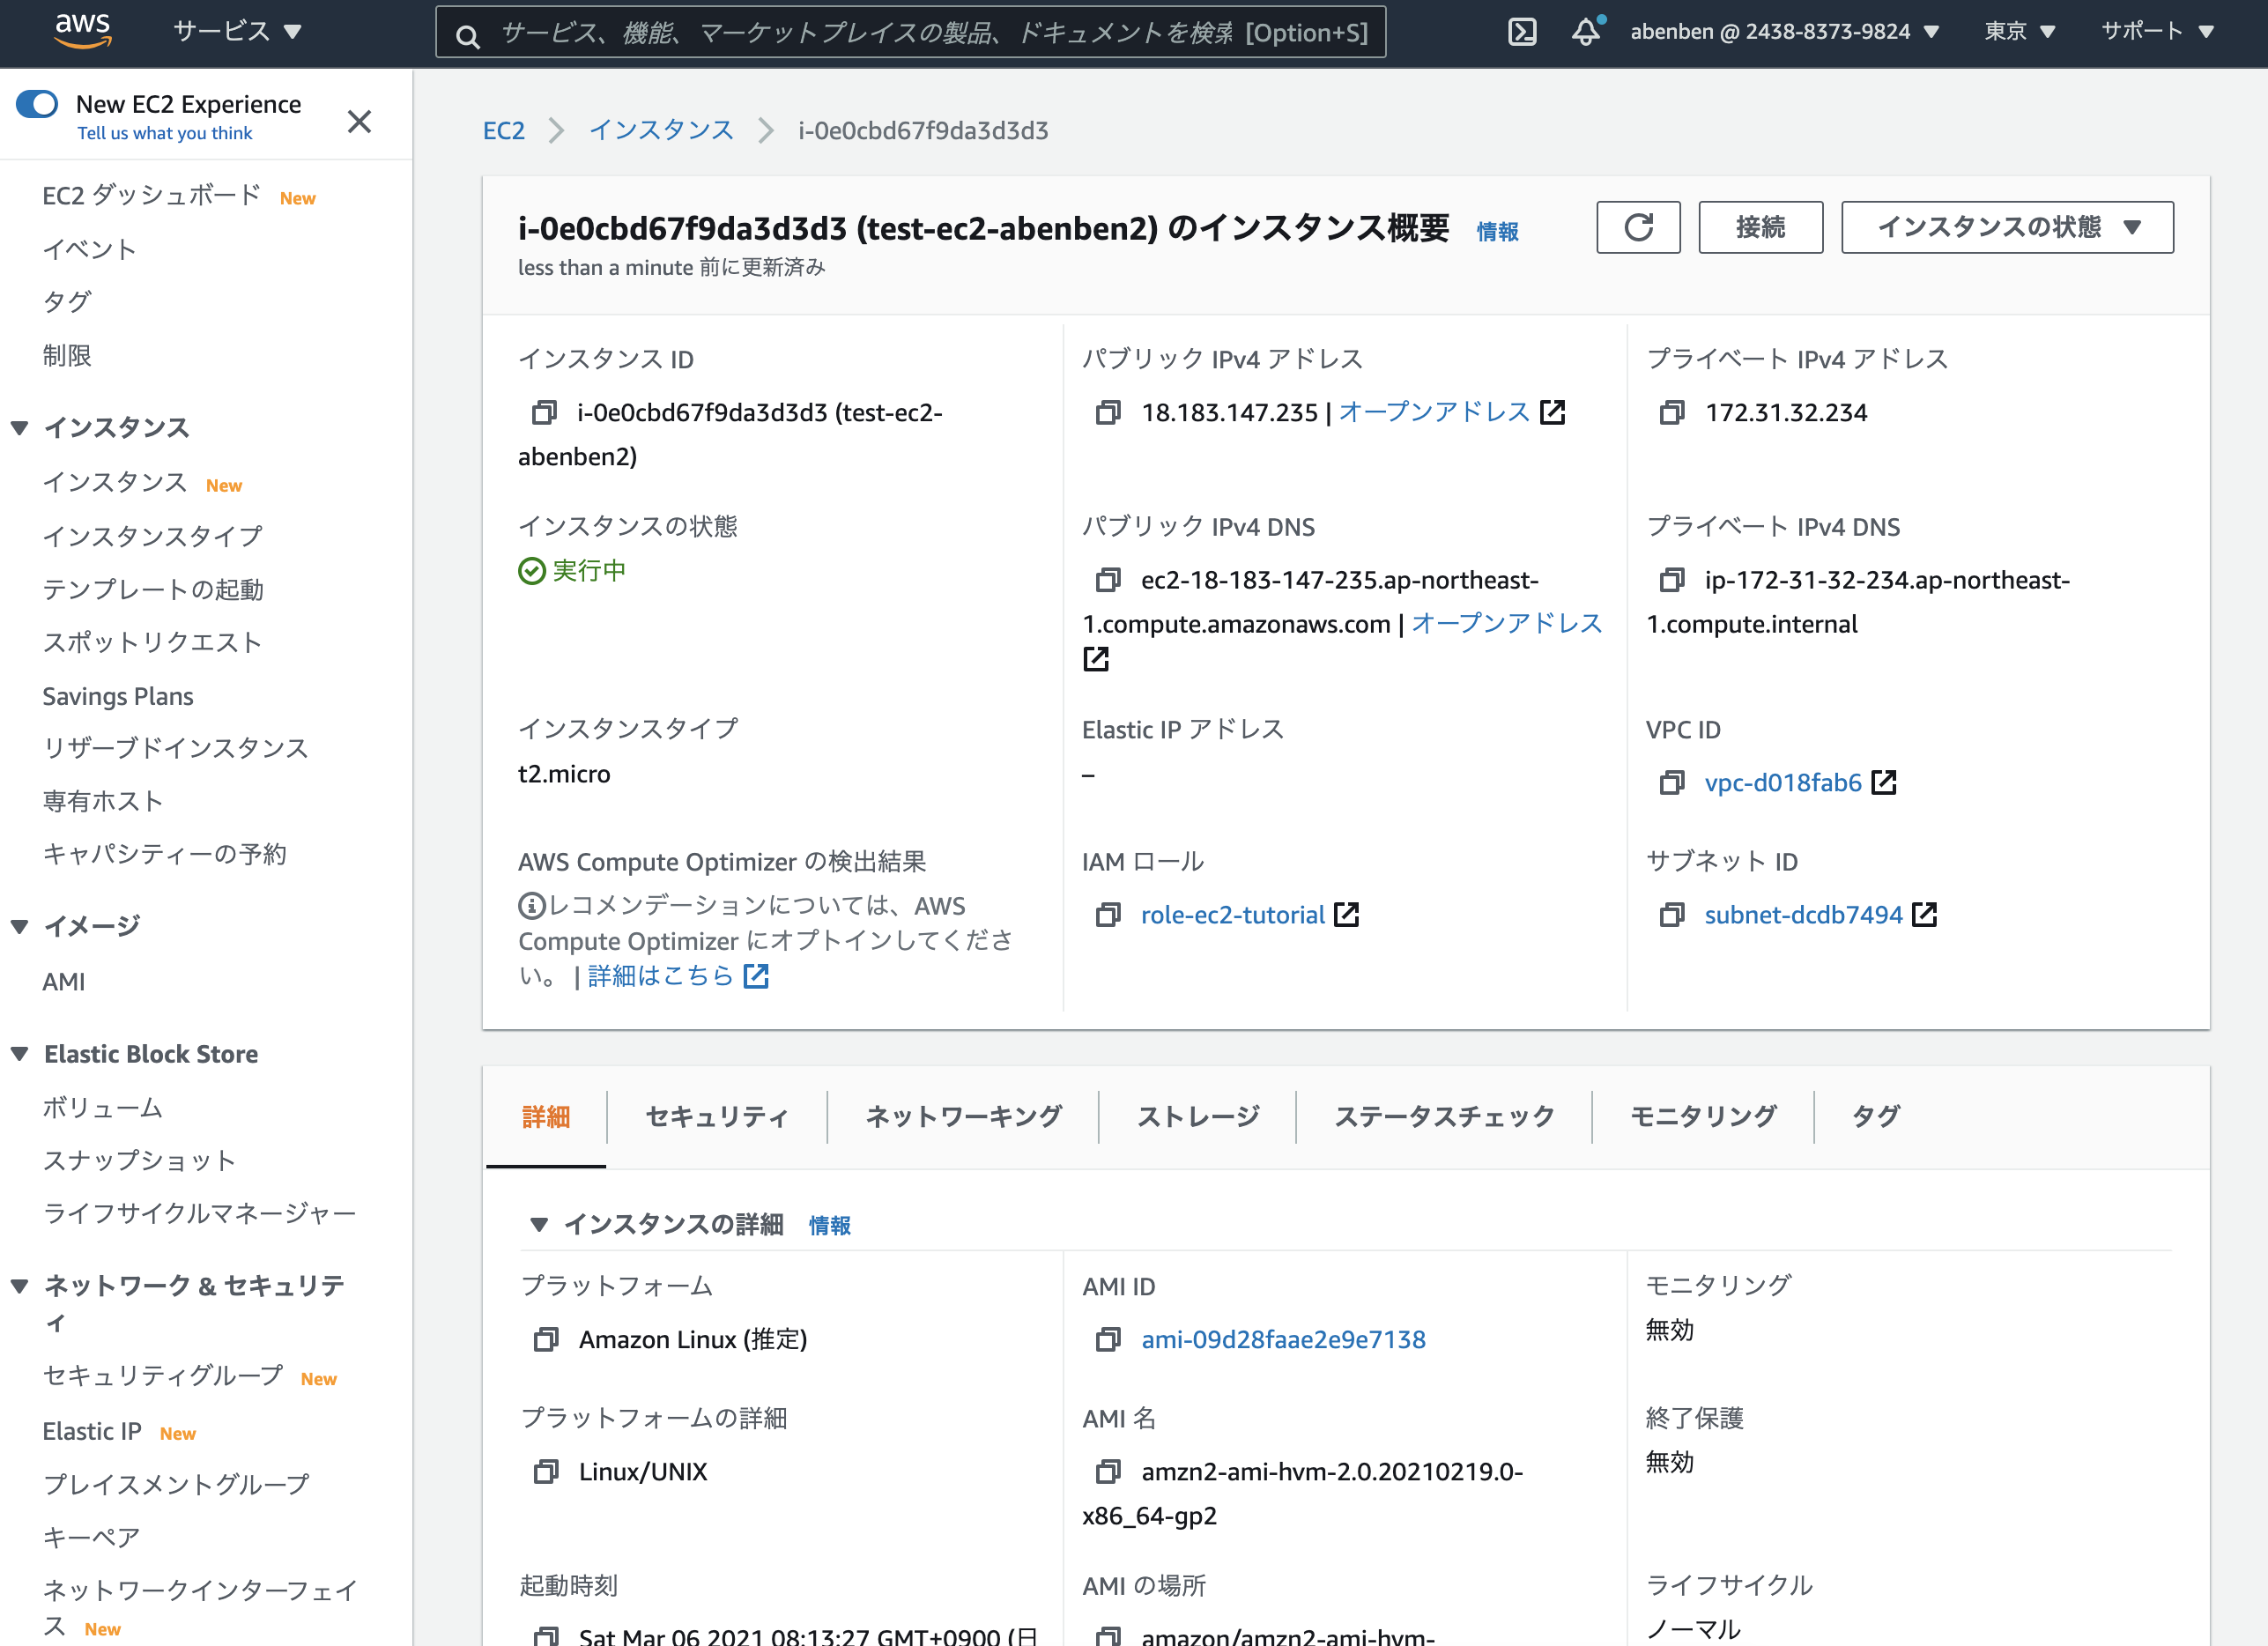 aws
サービス
サービス、機能、マーケットプレイスの製品、ドキュメントを検索 [Option+S]
abenben @ 2438-8373-9824
東京
サポート
New EC2 Experience
Tell us what you think
EC2 ダッシュボード New
イベント
タグ
制限
インスタンス
インスタンス New
インスタンスタイプ
テンプレートの起動
スポットリクエスト
Savings Plans
リザーブドインスタンス
専有ホスト
キャパシティーの予約
イメージ
AMI
Elastic Block Store
ボリューム
スナップショット
ライフサイクルマネージャー
ネットワーク & セキュリテ
ィ
セキュリティグループ New
Elastic IP New
プレイスメントグループ
キーペア
ネットワークインターフェイ
ス New
EC2 インスタンス i-0e0cbd67f9da3d3d3
i-0e0cbd67f9da3d3d3 (test-ec2-abenben2) のインスタンス概要 情報
less than a minute 前に更新済み
接続
インスタンスの状態
インスタンス ID
i-0e0cbd67f9da3d3d3 (test-ec2-
abenben2)
パブリック IPv4 アドレス
18.183.147.235 | オープンアドレス
プライベート IPv4 アドレス
172.31.32.234
インスタンスの状態
実行中
パブリック IPv4 DNS
ec2-18-183-147-235.ap-northeast-
1.compute.amazonaws.com | オープンアドレス
プライベート IPv4 DNS
ip-172-31-32-234.ap-northeast-
1.compute.internal
インスタンスタイプ
t2.micro
Elastic IP アドレス
–
VPC ID
vpc-d018fab6
AWS Compute Optimizer の検出結果
レコメンデーションについては、AWS
Compute Optimizer にオプトインしてくださ
い。 | 詳細はこちら
IAM ロール
role-ec2-tutorial
サブネット ID
subnet-dcdb7494
詳細
セキュリティ
ネットワーキング
ストレージ
ステータスチェック
モニタリング
タグ
インスタンスの詳細 情報
プラットフォーム
Amazon Linux (推定)
AMI ID
ami-09d28faae2e9e7138
モニタリング
無効
プラットフォームの詳細
Linux/UNIX
AMI 名
amzn2-ami-hvm-2.0.20210219.0-
x86_64-gp2
終了保護
無効
起動時刻
Sat Mar 06 2021 08:13:27 GMT+0900 (日
AMI の場所
amazon/amzn2-ami-hvm-
ライフサイクル
ノーマル